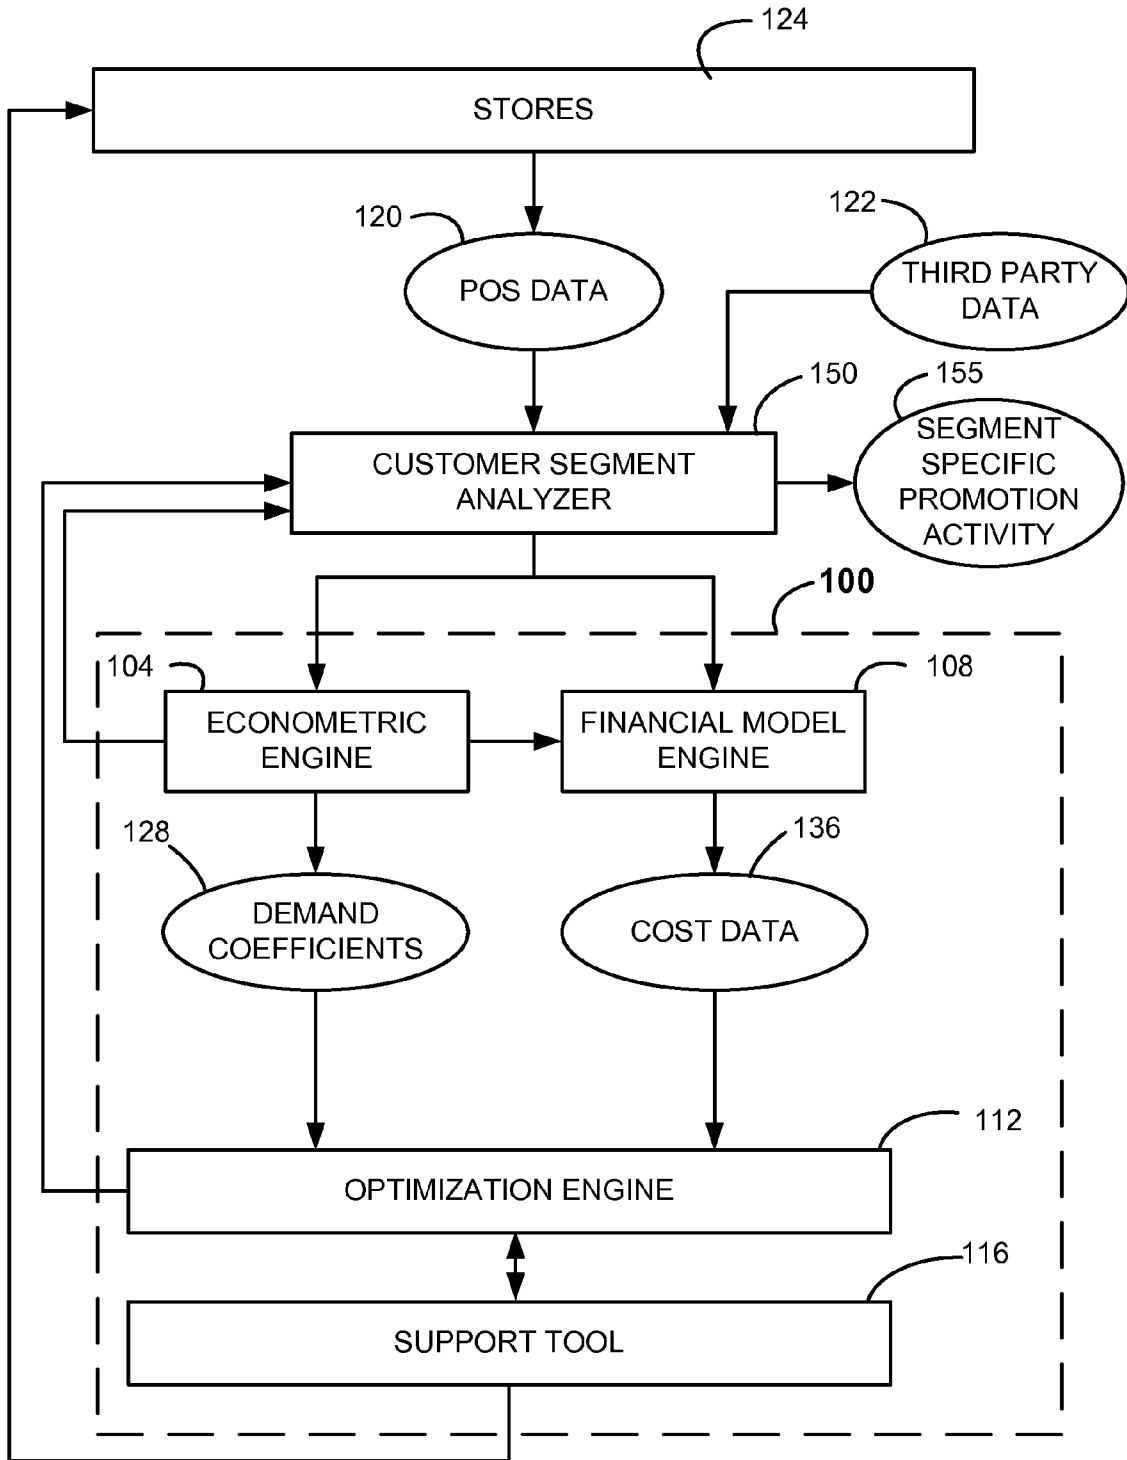 124
STORES
120
122
POS DATA
THIRD PARTY
DATA
150
155
CUSTOMER SEGMENT
ANALYZER
SEGMENT
SPECIFIC
PROMOTION
ACTIVITY
100
104
108
ECONOMETRIC
ENGINE
FINANCIAL MODEL
ENGINE
128
136
DEMAND
COEFFICIENTS
COST DATA
112
OPTIMIZATION ENGINE
116
SUPPORT TOOL